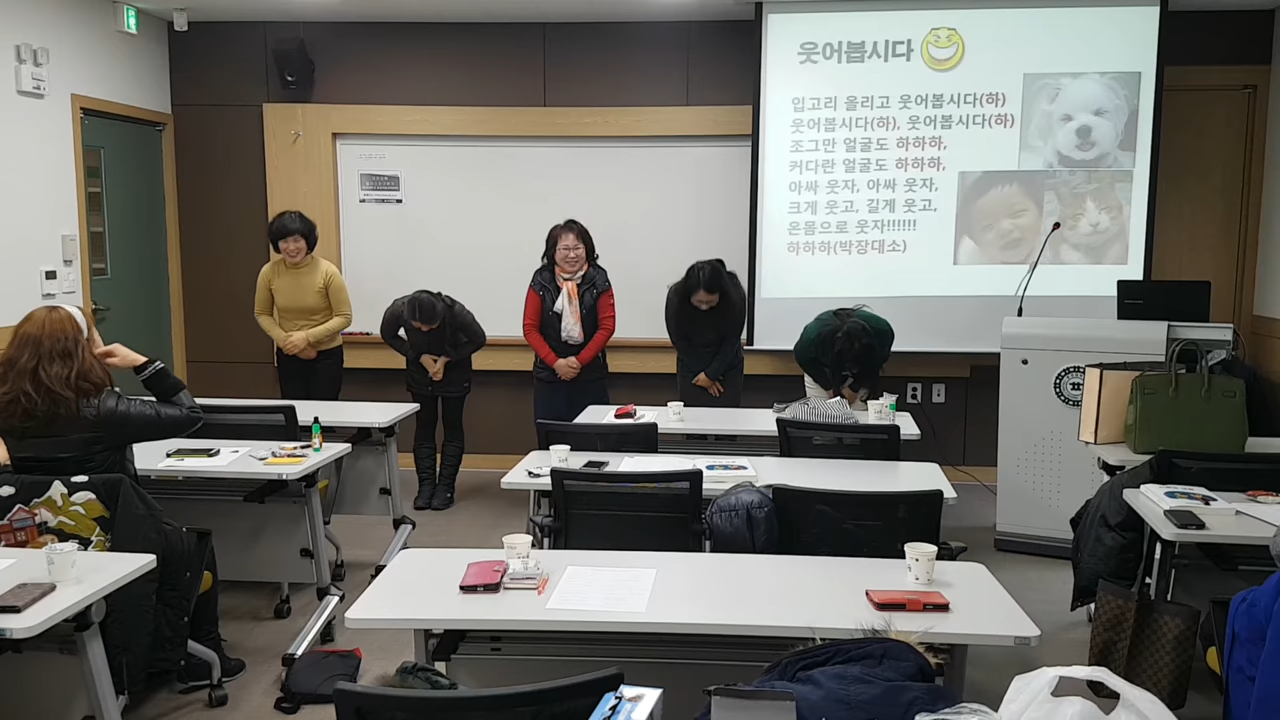 웃어봅시다
입고리 올리고 웃어봅시다(하)
웃어봅시다(하), 웃어봅시다(하)
조그만 얼굴도 하하하,
커다란 얼굴도 하하하,
아싸 웃자, 아싸 웃자,
크게 웃고, 길게 웃고,
온몸으로 웃자!!!!!!
하하하(박장대소)